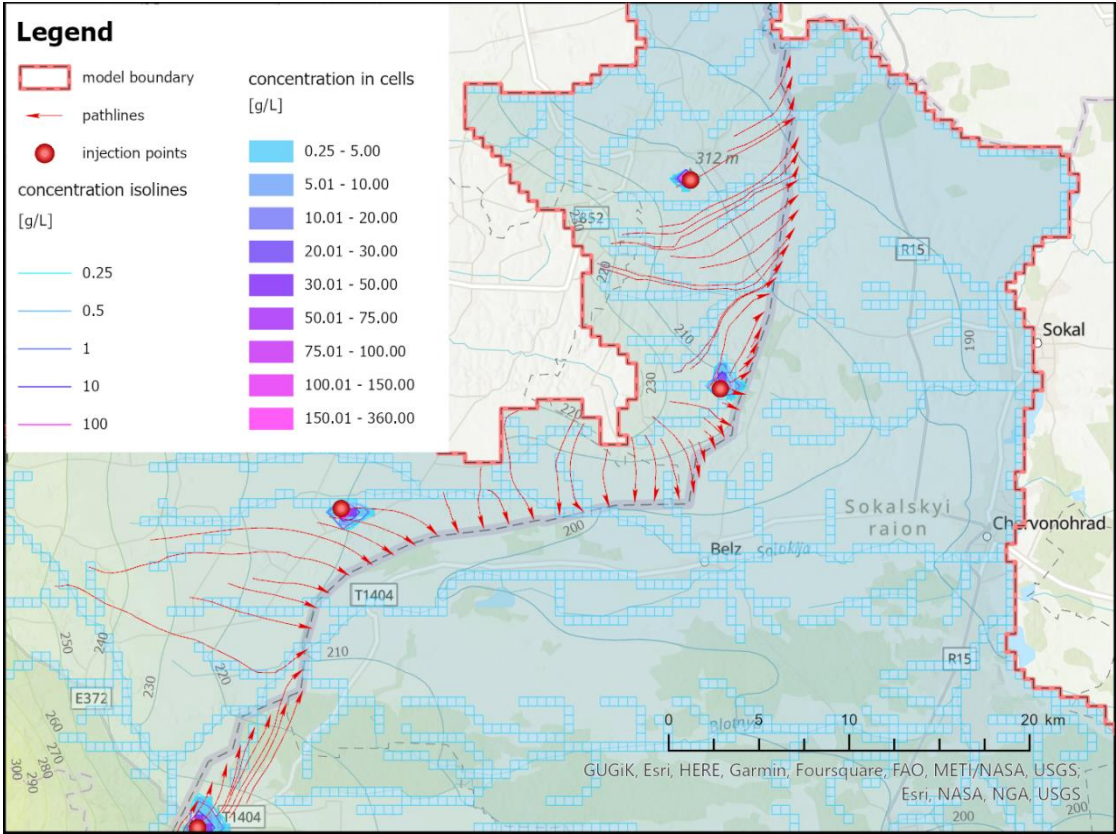 Legend
model boundary
pathlines
injection points
concentration isolines
[g/L]
0.25
0.5
1
10
100
concentration in cells
[g/L]
0.25 - 5.00
5.01 - 10.00
10.01 - 20.00
20.01 - 30.00
30.01 - 50.00
50.01 - 75.00
75.01 - 100.00
100.01 - 150.00
150.01 - 360.00
312 m
852
220
R15
210
190
Sokal
230
220
Sokalskyi
raion
200
Chervonohrad
Belz
Solokija
T1404
210
R15
250
240
220
230
E372
260
270
280
290
300
T1404
0 5 10 20 km
GUGiK, Esri, HERE, Garmin, Foursquare, FAO, METI/NASA, USGS;
Esri, NASA, NGA, USGS
200
200